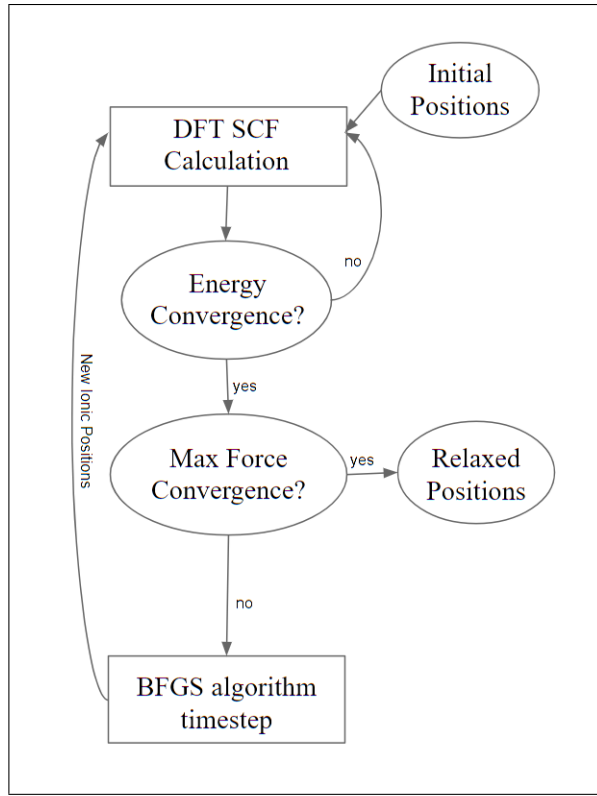 Initial
Positions
DFT SCF
Calculation
no
Energy
Convergence?
yes
New Ionic Positions
Max Force
Convergence?
yes
Relaxed
Positions
no
BFGS algorithm
timestep